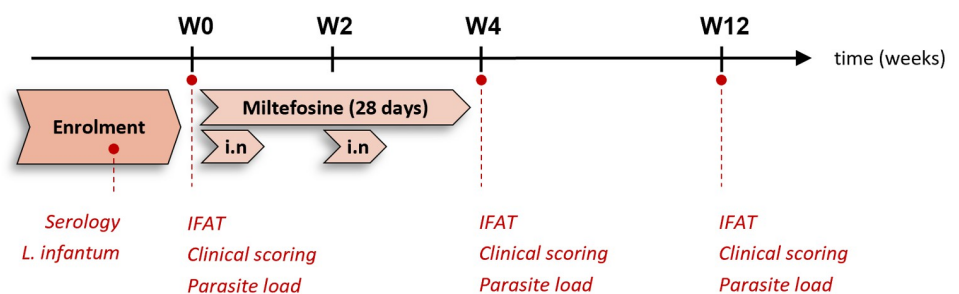 W0
W2
W4
W12
time (weeks)
Enrolment
Miltefosine (28 days)
i.n
i.n
Serology
L. infantum
IFAT
Clinical scoring
Parasite load
IFAT
Clinical scoring
Parasite load
IFAT
Clinical scoring
Parasite load